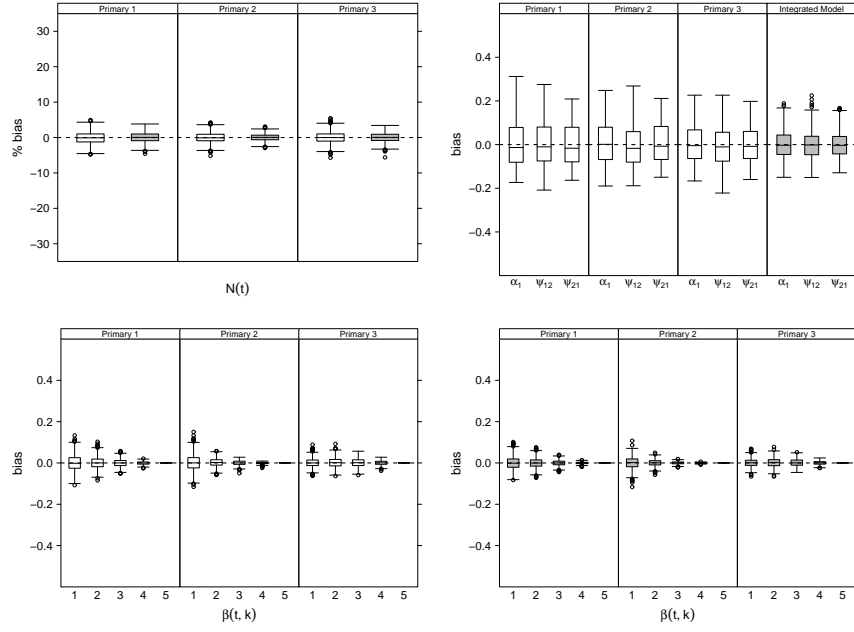 Primary 1 Primary 2 Primary 3
% bias
30
20
10
0
−10
−20
−30
N(t)
Primary 1 Primary 2 Primary 3 Integrated Model
bias
0.4
0.2
0.0
−0.2
−0.4
α1 ψ12 ψ21 α1 ψ12 ψ21 α1 ψ12 ψ21 α1 ψ12 ψ21
Primary 1 Primary 2 Primary 3
bias
0.4
0.2
0.0
−0.2
−0.4
1 2 3 4 5 1 2 3 4 5 1 2 3 4 5
β(t, k)
Primary 1 Primary 2 Primary 3
bias
0.4
0.2
0.0
−0.2
−0.4
1 2 3 4 5 1 2 3 4 5 1 2 3 4 5
β(t, k)